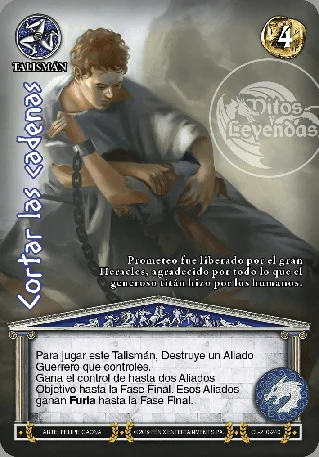 4
TALISMÁN
Mitos y
Leyendas
Cortar las cadenas
Prometeo fue liberado por el gran
Heracles, agradecido por todo lo que el
generoso titán hizo por los humanos.
Para jugar este Talismán, Destruye un Aliado
Guerrero que controles.
Gana el control de hasta dos Aliados
Objetivo hasta la Fase Final. Esos Aliados
ganan Furia hasta la Fase Final.